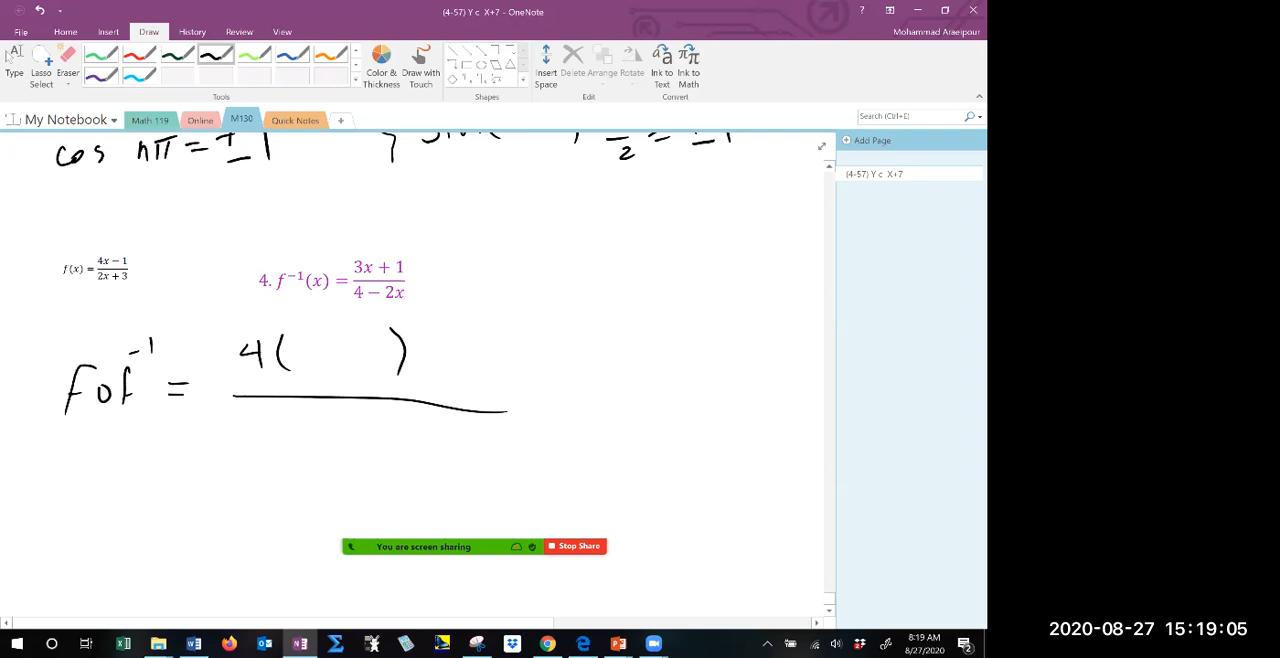 (4-57) Y c X+7 - OneNote
File Home Insert Draw History Review View
Mohammad Araeipour
Type
Lasso Select
Eraser
Color & Thickness
Draw with Touch
Insert Space
Delete
Arrange
Rotate
Ink to Text
Ink to Math
Tools
Shapes
Edit
Convert
My Notebook
Math 119
Online
M130
Quick Notes
Search (Ctrl+E)
Add Page
(4-57) Y c X+7
cos nπ = ± 1
f(x) = \frac{4x − 1}{2x + 3}
4. f⁻¹(x) = \frac{3x + 1}{4 − 2x}
Fof⁻¹ = 4( )
You are screen sharing
Stop Share
8:19 AM
8/27/2020
2
2020-08-27 15:19:05